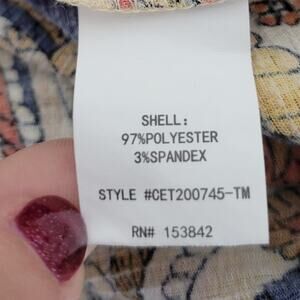 SHELL:
97%POLYESTER
3%SPANDEX
STYLE #CET200745-TM
RN# 153842